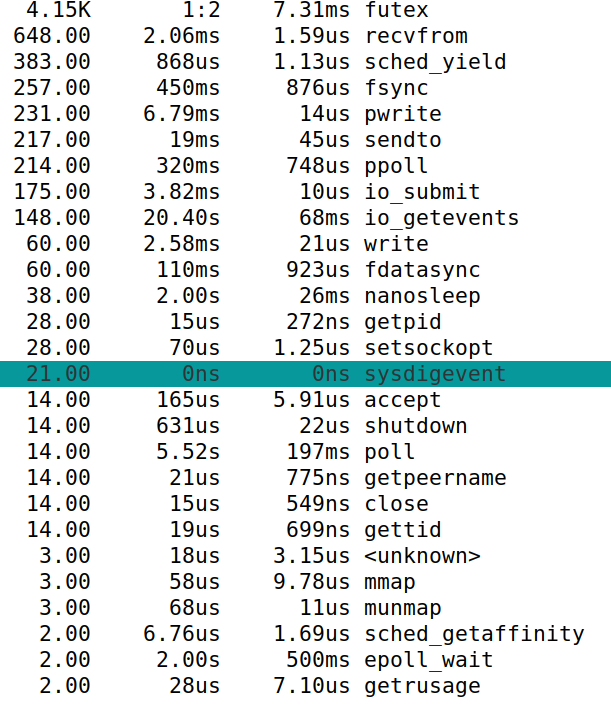 4.15K 1:2 7.31ms futex
648.00 2.06ms 1.59us recvfrom
383.00 868us 1.13us sched_yield
257.00 450ms 876us fsync
231.00 6.79ms 14us pwrite
217.00 19ms 45us sendto
214.00 320ms 748us ppoll
175.00 3.82ms 10us io_submit
148.00 20.40s 68ms io_getevents
60.00 2.58ms 21us write
60.00 110ms 923us fdatasync
38.00 2.00s 26ms nanosleep
28.00 15us 272ns getpid
28.00 70us 1.25us setsockopt
21.00 0ns 0ns sysdigevent
14.00 165us 5.91us accept
14.00 631us 22us shutdown
14.00 5.52s 197ms poll
14.00 21us 775ns getpeername
14.00 15us 549ns close
14.00 19us 699ns gettid
3.00 18us 3.15us <unknown>
3.00 58us 9.78us mmap
3.00 68us 11us munmap
2.00 6.76us 1.69us sched_getaffinity
2.00 2.00s 500ms epoll_wait
2.00 28us 7.10us getrusage